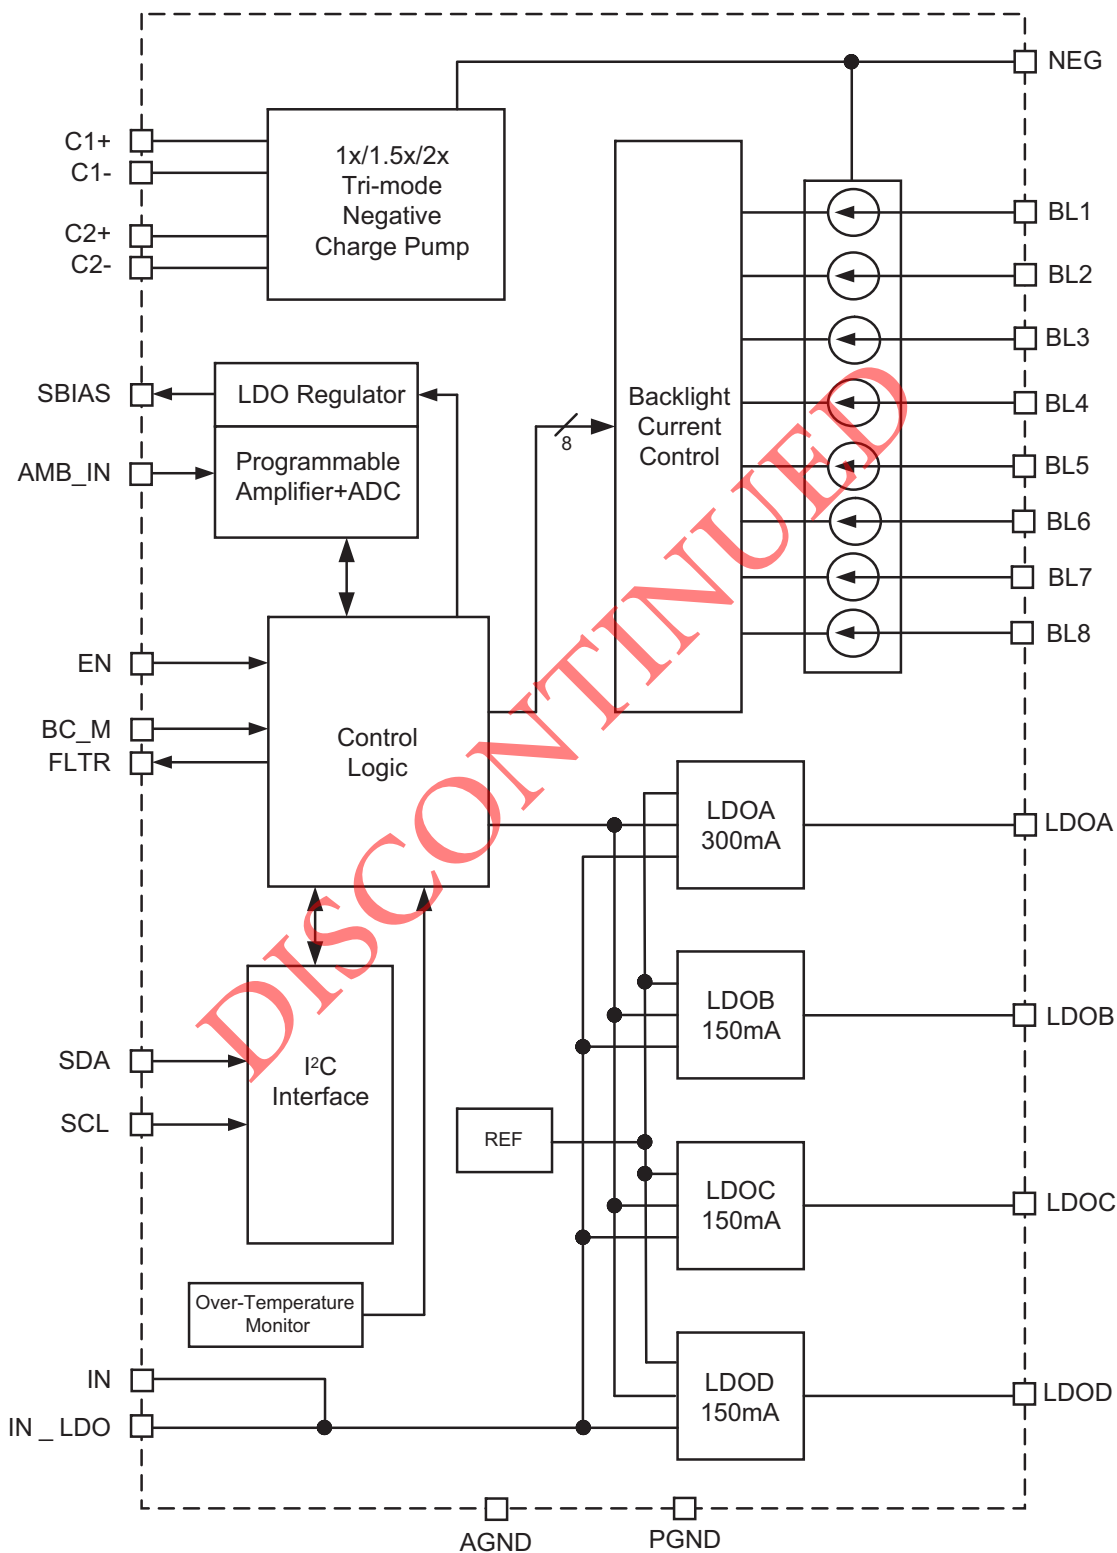 NEG
C1+
C1-
C2+
C2-
1x/1.5x/2x
Tri-mode
Negative
Charge Pump
BL1
BL2
BL3
BL4
BL5
BL6
BL7
BL8
SBIAS
AMB_IN
LDO Regulator
Programmable
Amplifier+ADC
8
Backlight
Current
Control
EN
BC_M
FLTR
Control
Logic
LDOA
300mA
LDOA
LDOB
150mA
LDOB
SDA
SCL
I²C
Interface
REF
LDOC
150mA
LDOC
Over-Temperature
Monitor
IN
IN _ LDO
LDOD
150mA
LDOD
AGND
PGND
DISCONTINUED